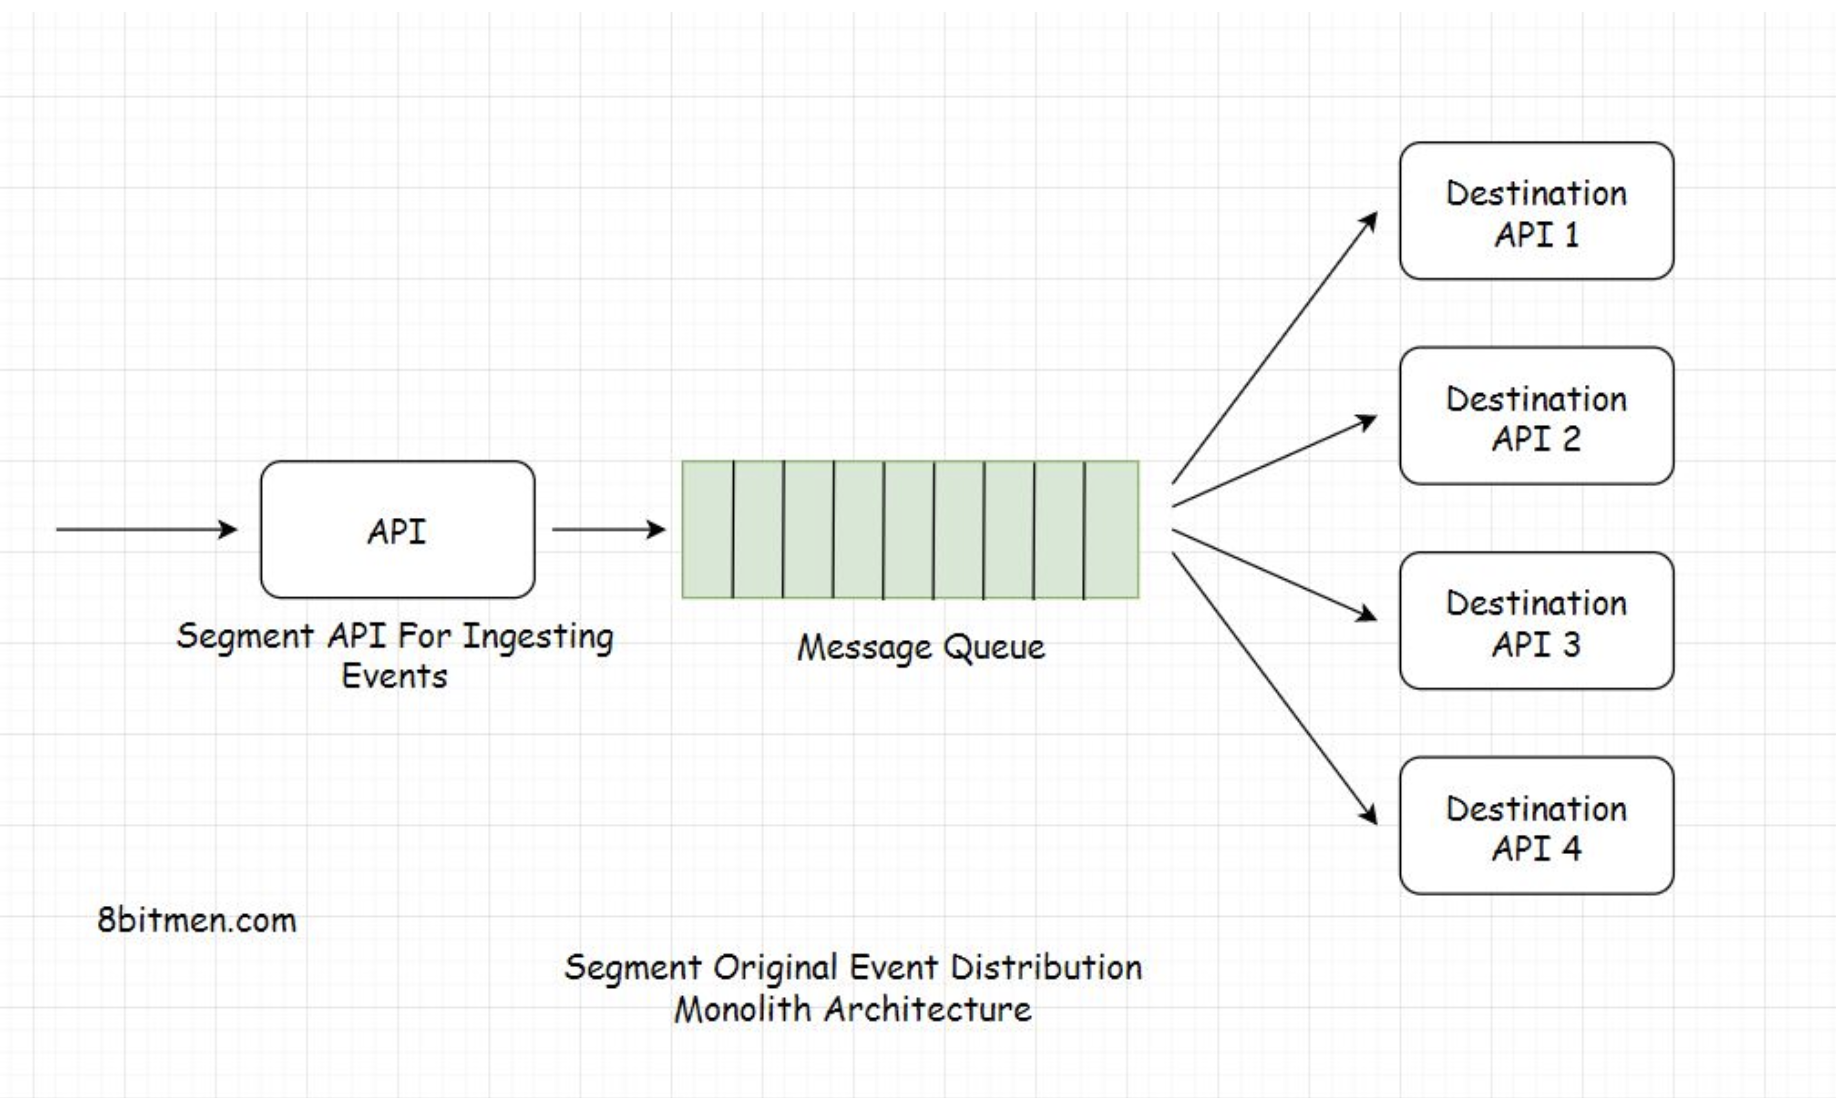 Destination
API 1
Destination
API 2
API
Segment API For Ingesting
Events
Message Queue
Destination
API 3
Destination
API 4
8bitmen.com
Segment Original Event Distribution
Monolith Architecture